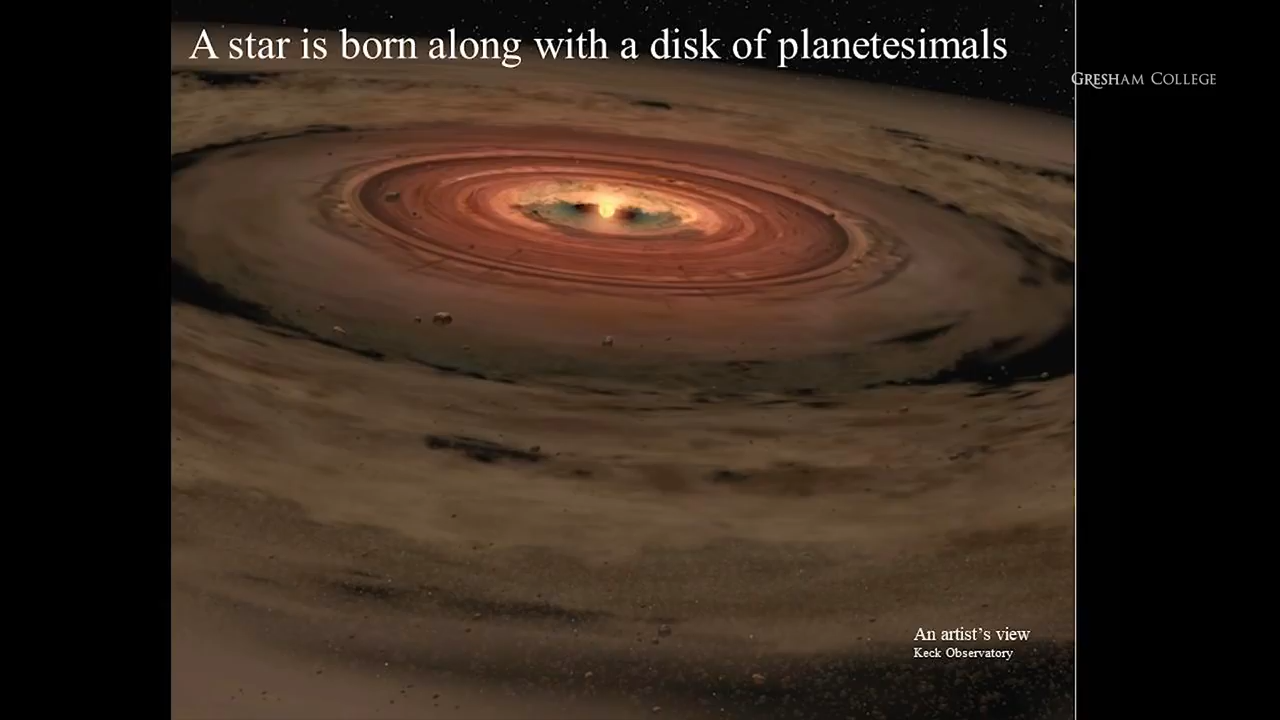 A star is born along with a disk of planetesimals
GRESHAM COLLEGE
An artist's view
Keck Observatory